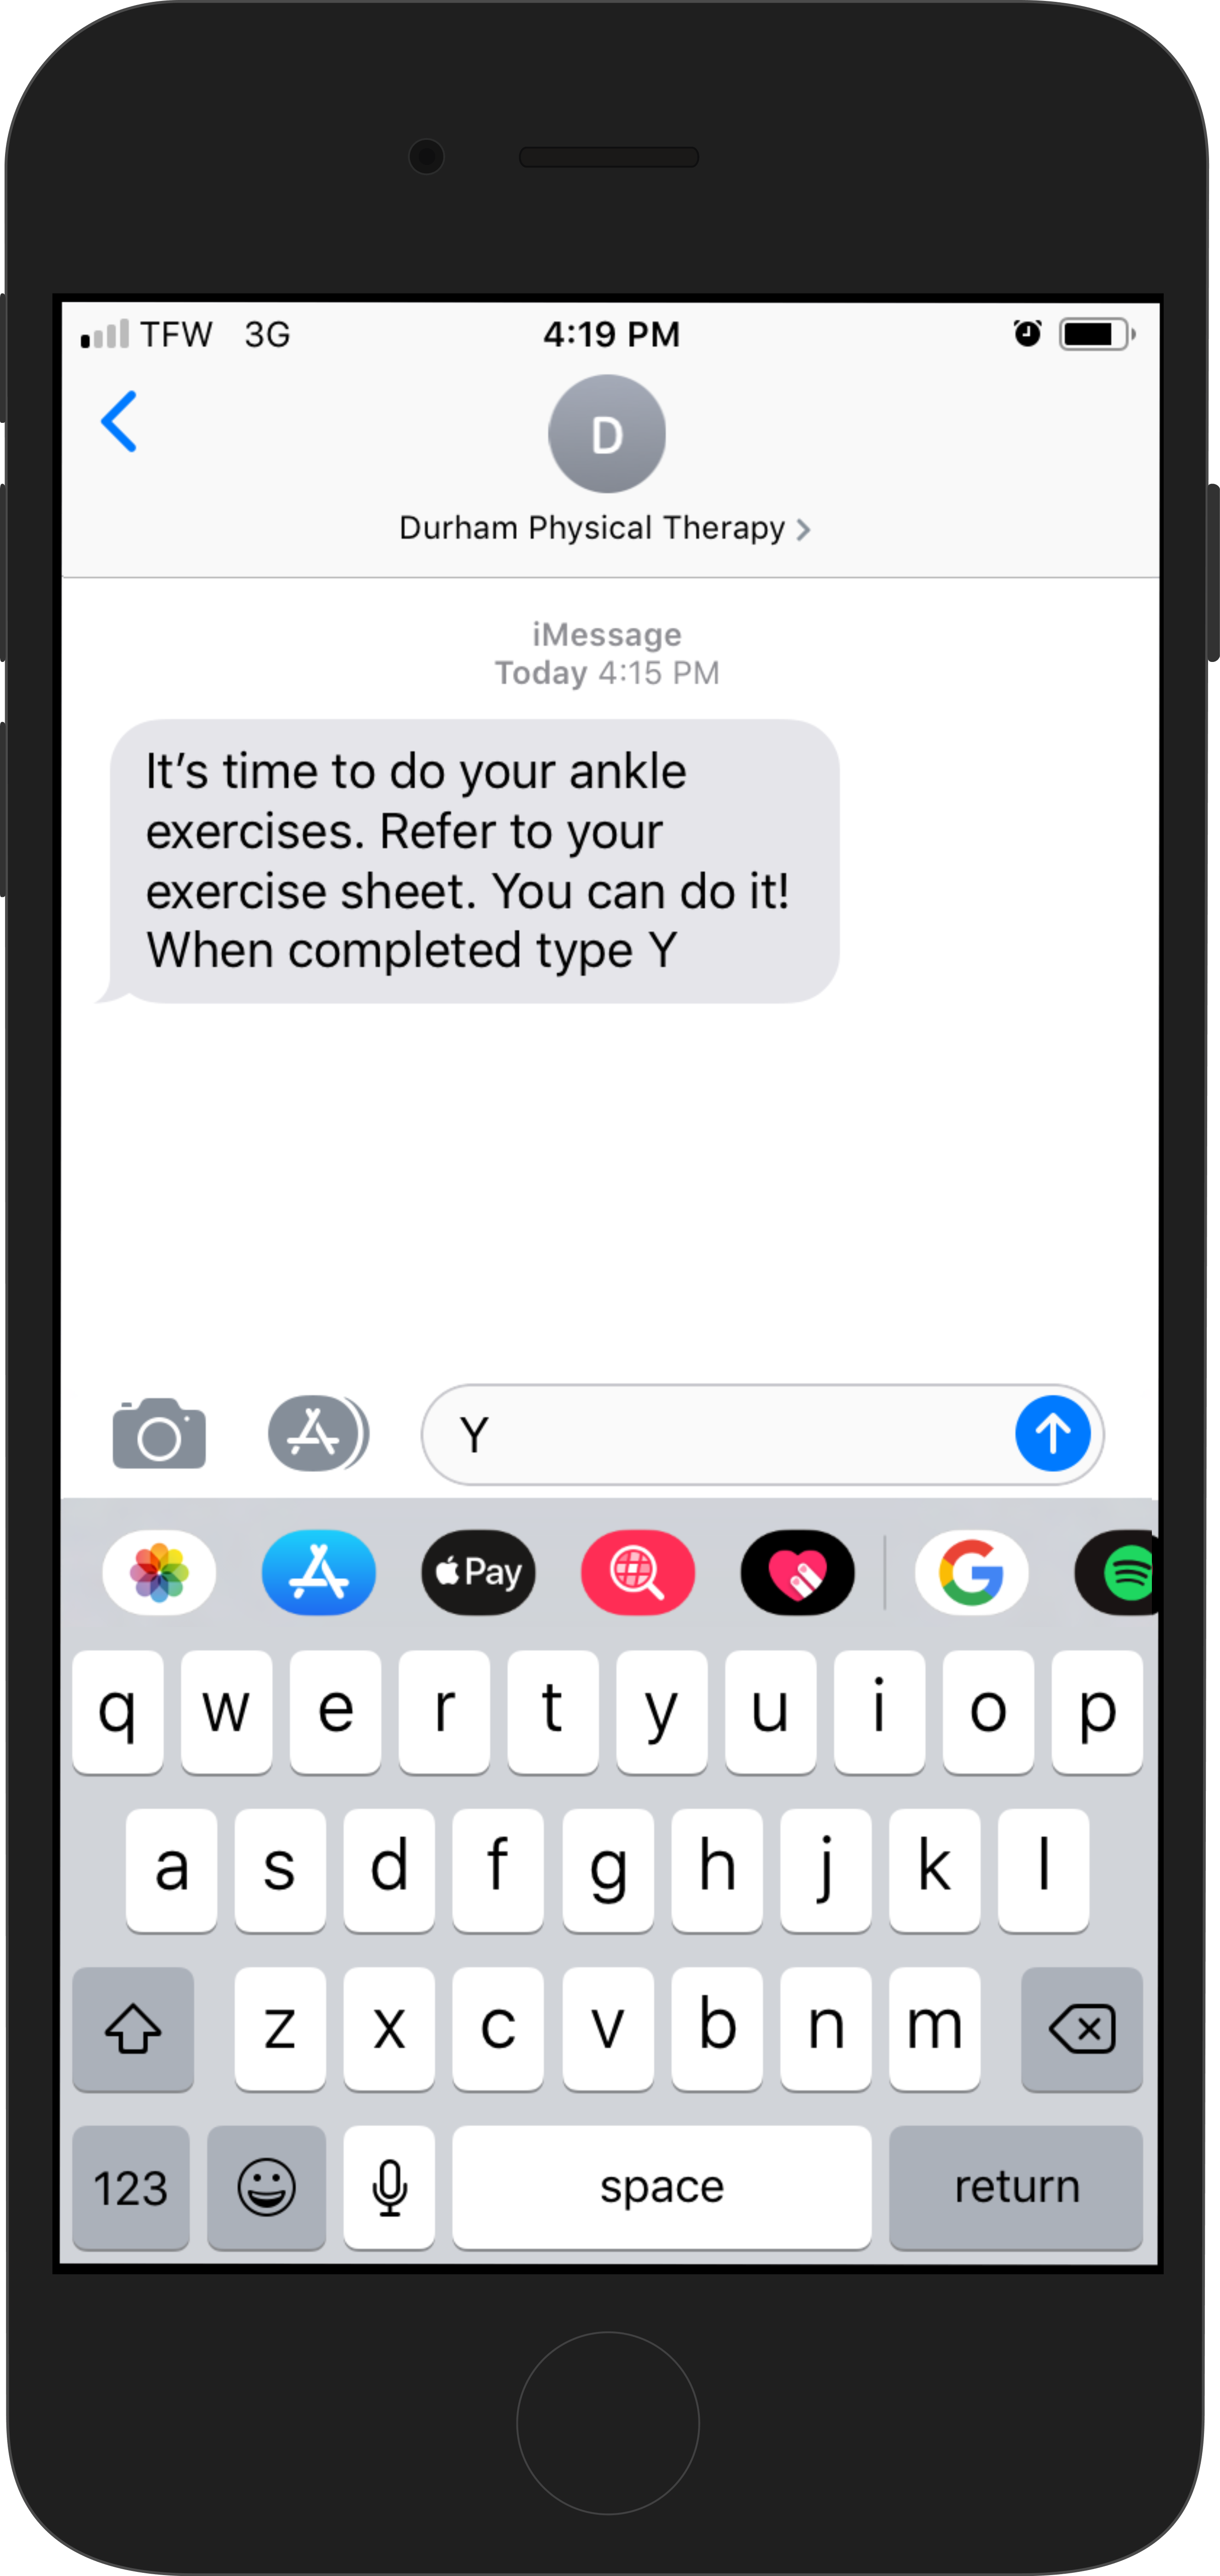 TFW 3G 4:19 PM
D
Durham Physical Therapy
iMessage
Today 4:15 PM
It’s time to do your ankle
exercises. Refer to your
exercise sheet. You can do it!
When completed type Y
Y
Pay G
q w e r t y u i o p
a s d f g h j k l
z x c v b n m
123 space return